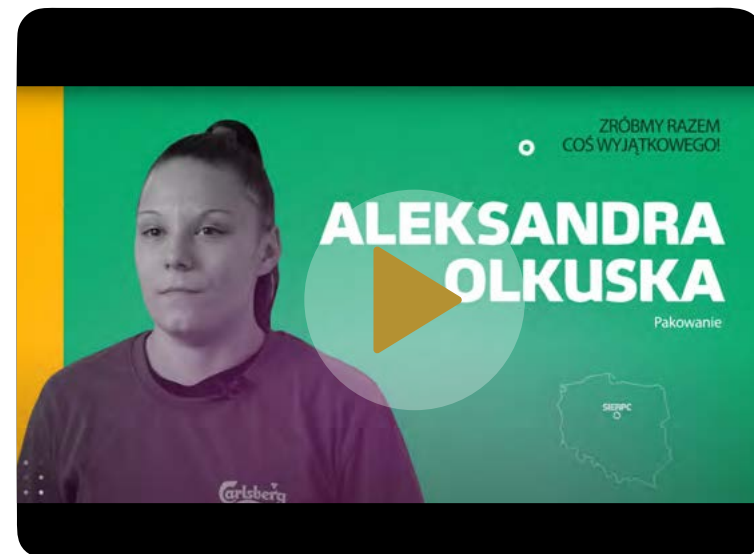 ZRÓBMY RAZEM
COŚ WYJĄTKOWEGO!
ALEKSANDRA
OLKUSKA
Pakowanie
SIERPC
Carlsberg